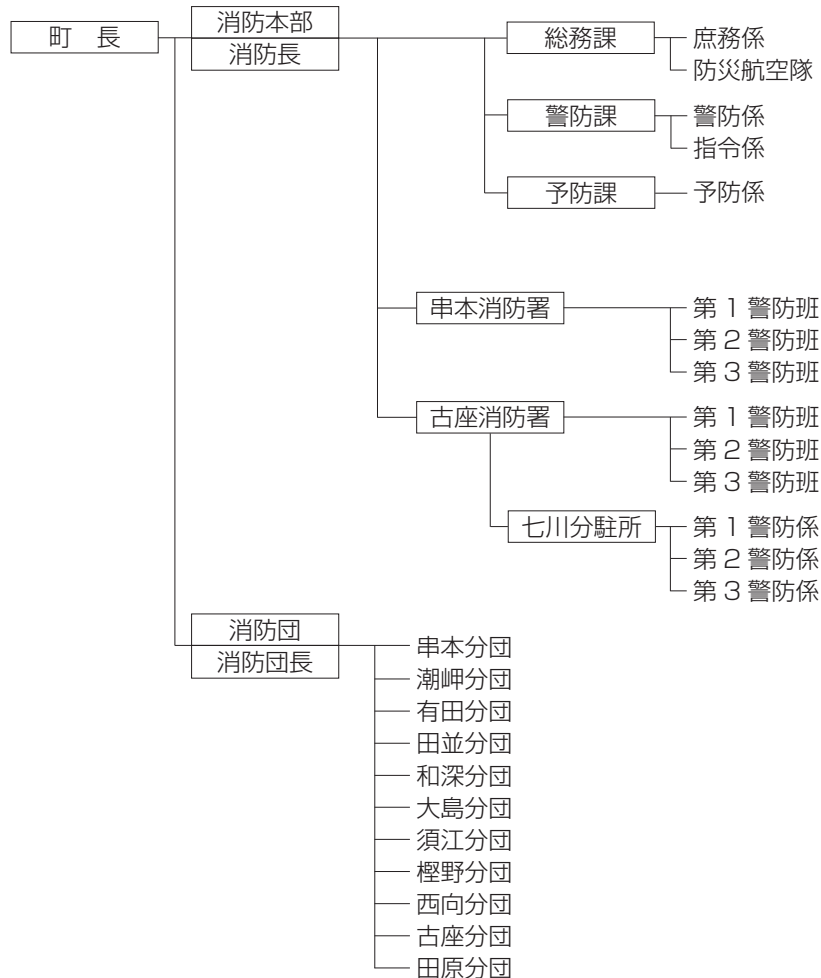 町　長
消防本部
消防長
総務課
庶務係
防災航空隊
警防課
警防係
指令係
予防課
予防係
串本消防署
第1警防班
第2警防班
第3警防班
古座消防署
第1警防班
第2警防班
第3警防班
七川分駐所
第1警防係
第2警防係
第3警防係
消防団
消防団長
串本分団
潮岬分団
有田分団
田並分団
和深分団
大島分団
須江分団
樫野分団
西向分団
古座分団
田原分団